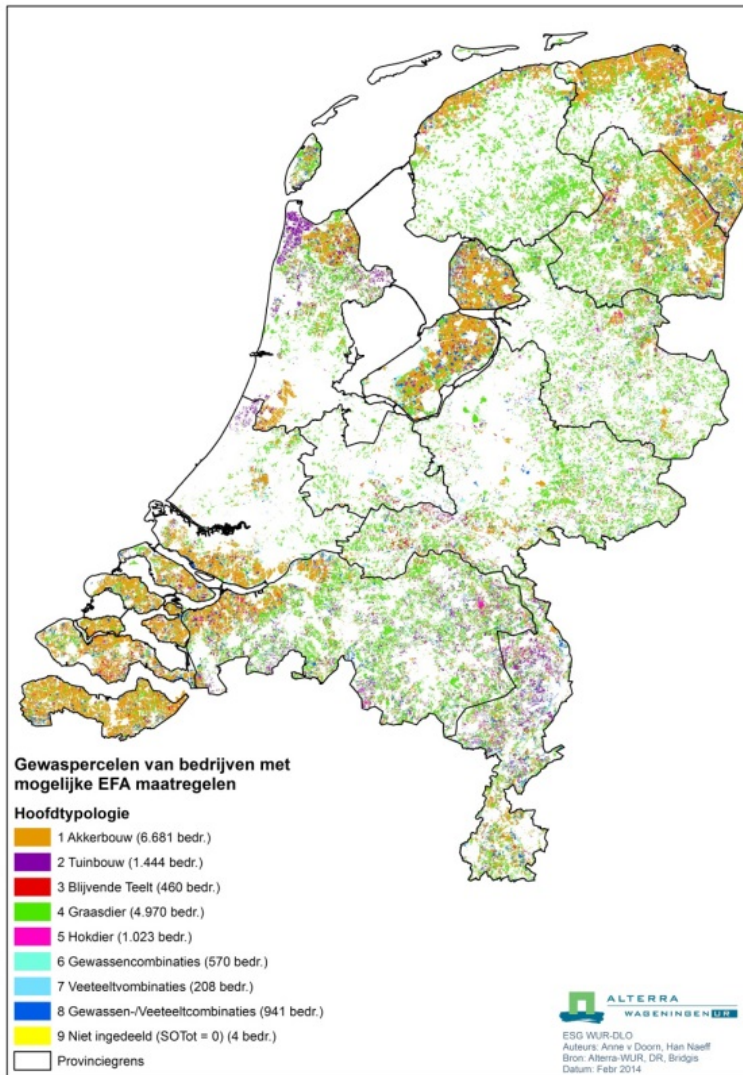 Gewaspercelen van bedrijven met
mogelijke EFA maatregelen
Hoofdtypologie
1 Akkerbouw (6.681 bedr.)
2 Tuinbouw (1.444 bedr.)
3 Blijvende Teelt (460 bedr.)
4 Graasdier (4.970 bedr.)
5 Hokdier (1.023 bedr.)
6 Gewassencombinaties (570 bedr.)
7 Veeteeltvombinaties (208 bedr.)
8 Gewassen-/Veeteeltcombinaties (941 bedr.)
9 Niet ingedeeld (SOTot = 0) (4 bedr.)
Provinciegrens
ALTERRA
WAGENINGEN UR
ESG WUR-DLO
Auteurs: Anne v Doorn, Han Naeff
Bron: Alterra-WUR, DR, Bridgis
Datum: Febr 2014